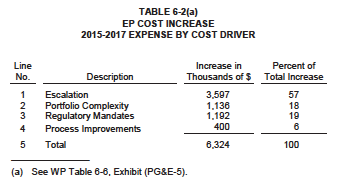 TABLE 6-2(a)
EP COST INCREASE
2015-2017 EXPENSE BY COST DRIVER
Line No. Description Increase in Thousands of $ Percent of Total Increase
1 Escalation 3,597 57
2 Portfolio Complexity 1,136 18
3 Regulatory Mandates 1,192 19
4 Process Improvements 400 6
5 Total 6,324 100
(a) See WP Table 6-6, Exhibit (PG&E-5).